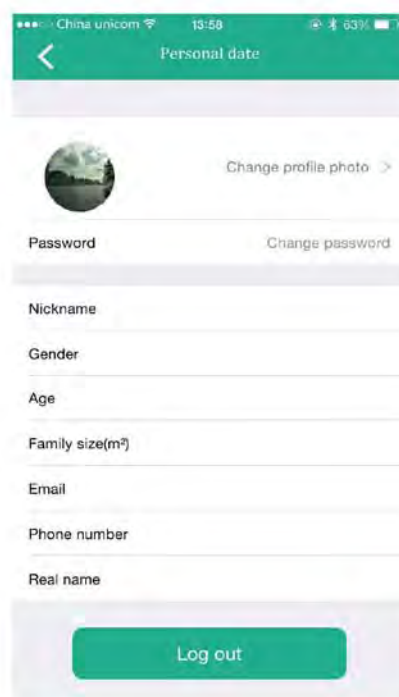 China unicom 13:58 63%
Personal date
Change profile photo >
Password Change password
Nickname
Gender
Age
Family size(m²)
Email
Phone number
Real name
Log out